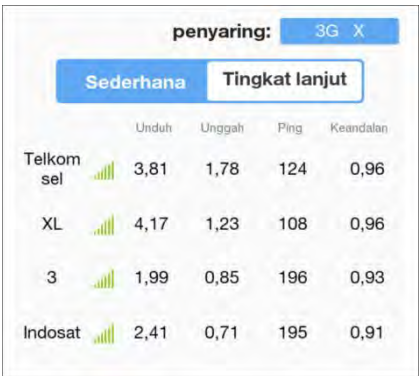 penyaring: 3G X
Sederhana Tingkat lanjut
Unduh Unggah Ping Keandalan
Telkom
sel 3,81 1,78 124 0,96
XL 4,17 1,23 108 0,96
3 1,99 0,85 196 0,93
Indosat 2,41 0,71 195 0,91